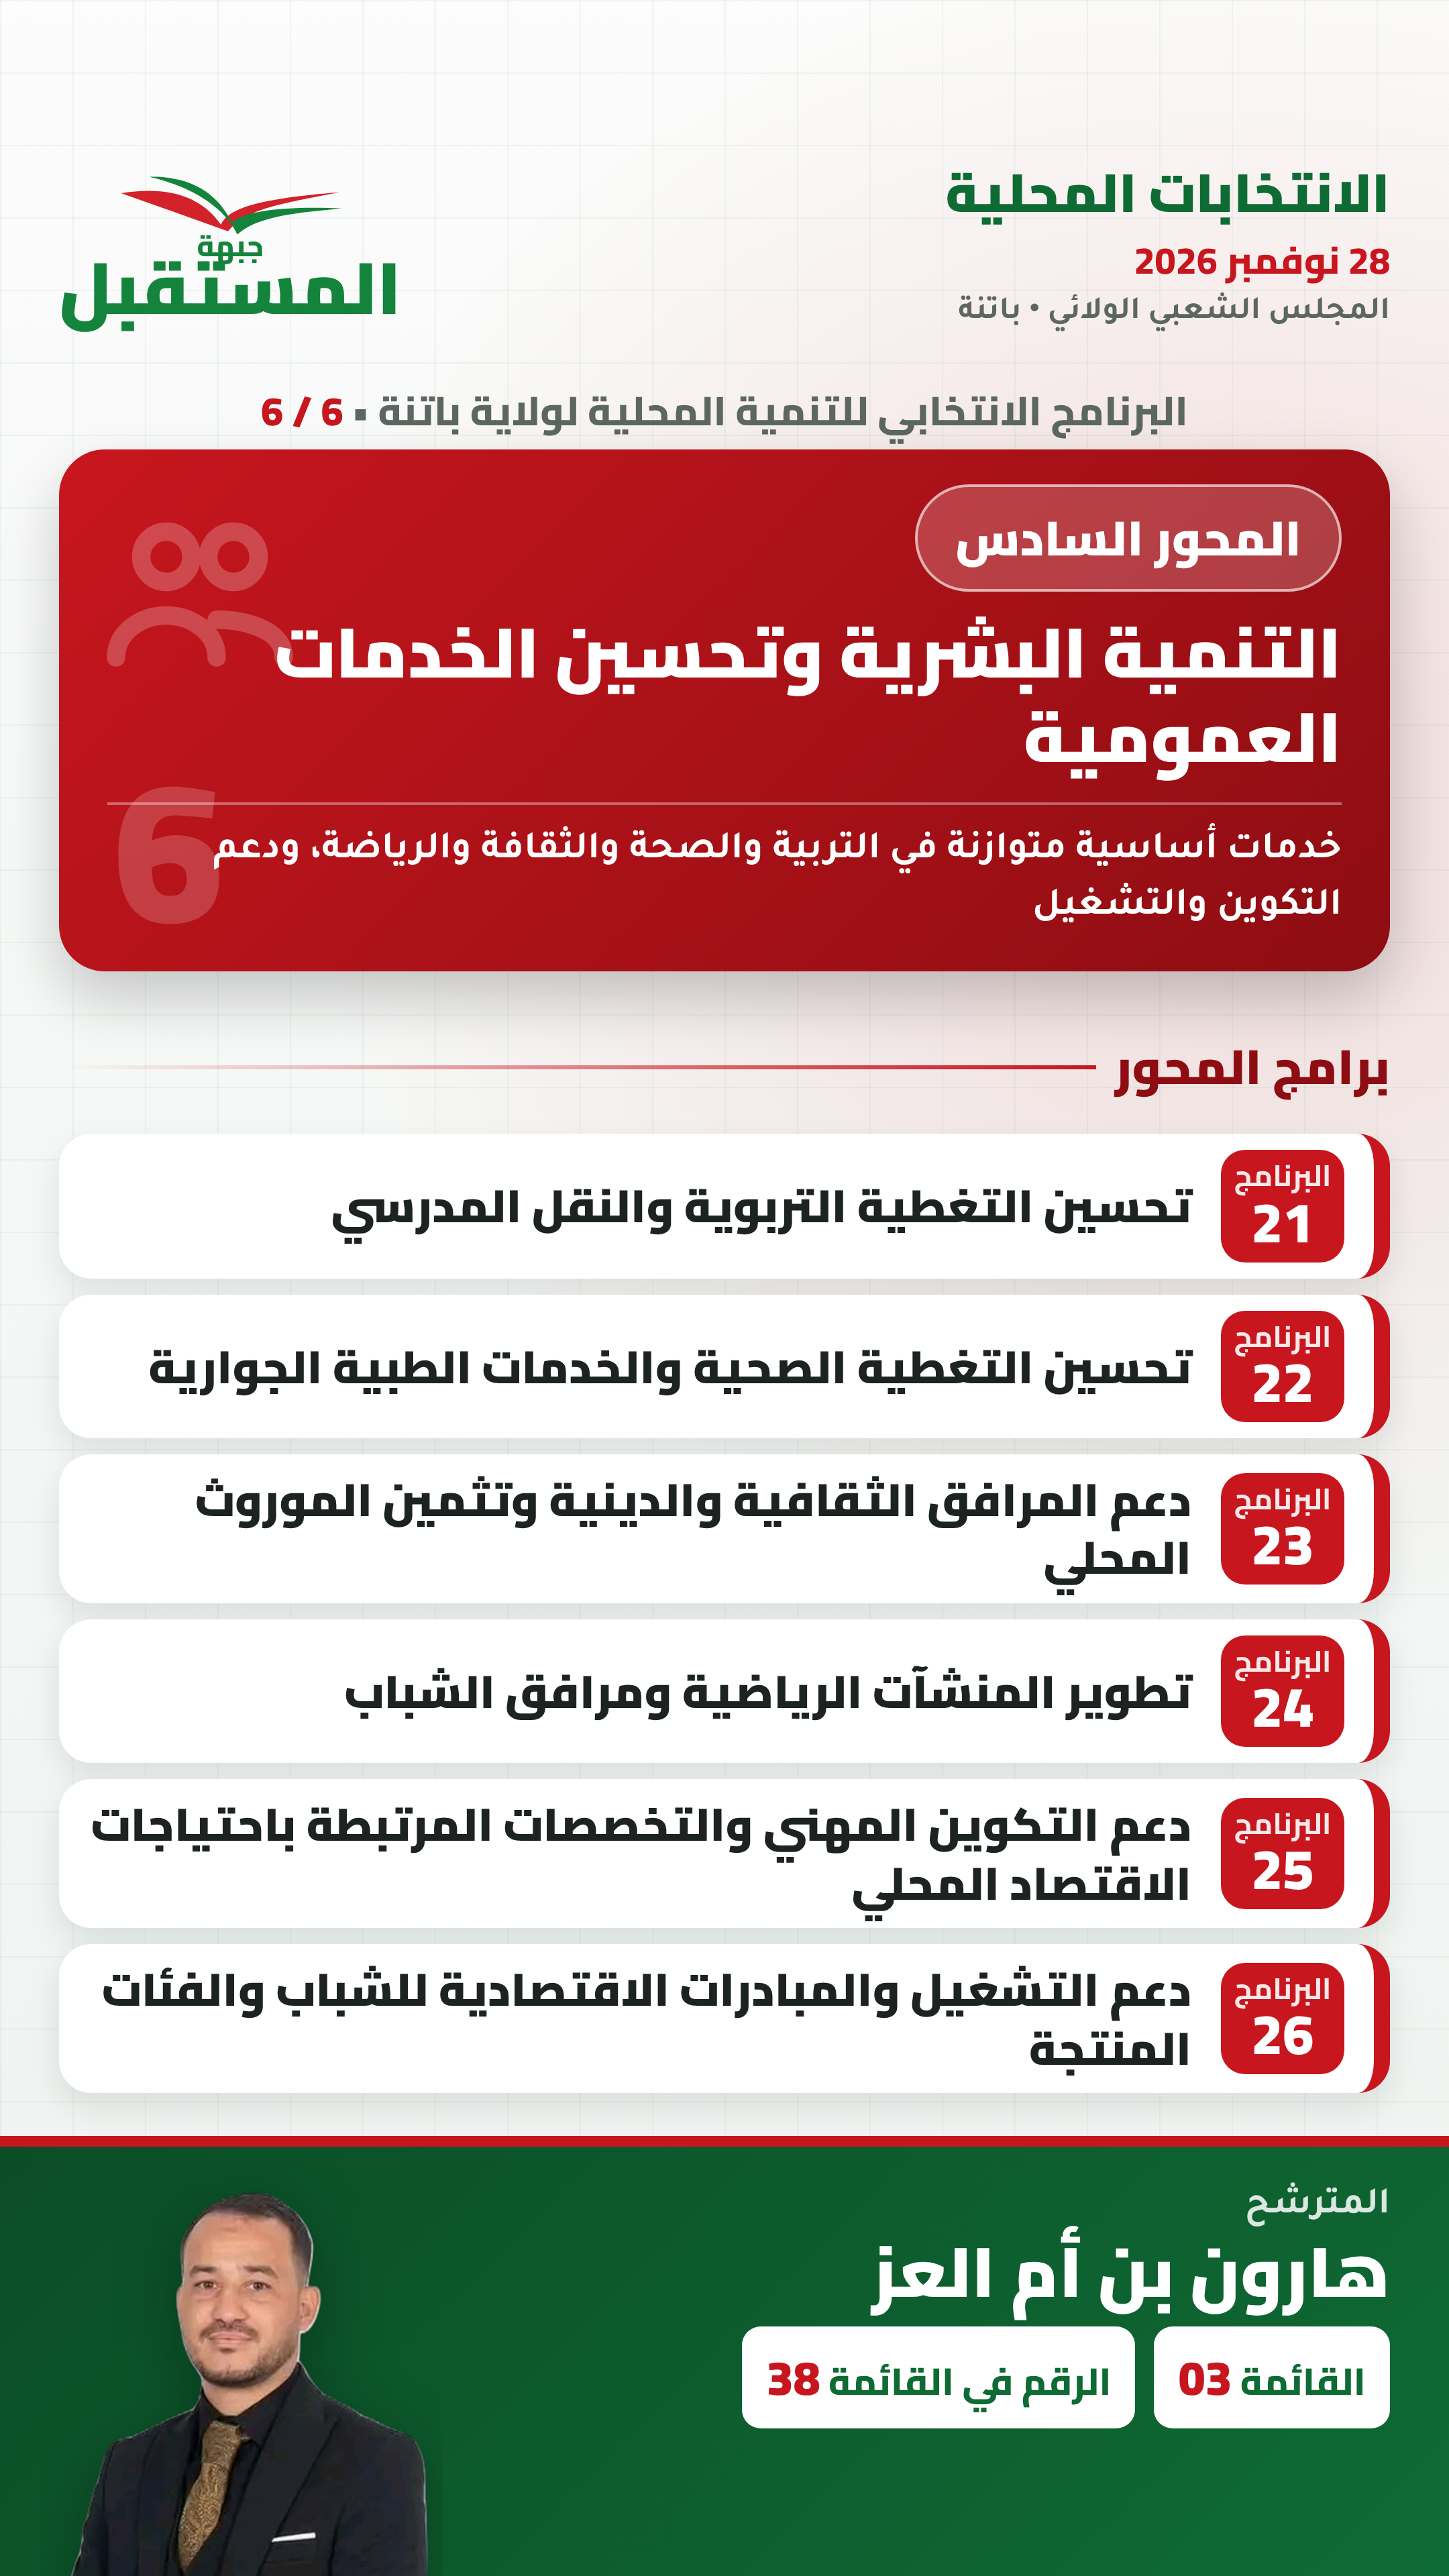 الانتخابات المحلية
28 نوفمبر 2026
المجلس الشعبي الولائي • باتنة
جبهة
المستقبل
البرنامج الانتخابي للتنمية المحلية لولاية باتنة ▪ 6 / 6
المحور السادس
التنمية البشرية وتحسين الخدمات
العمومية
6
خدمات أساسية متوازنة في التربية والصحة والثقافة والرياضة، ودعم
التكوين والتشغيل
برامج المحور
البرنامج
21
تحسين التغطية التربوية والنقل المدرسي
البرنامج
22
تحسين التغطية الصحية والخدمات الطبية الجوارية
البرنامج
23
دعم المرافق الثقافية والدينية وتثمين الموروث
المحلي
البرنامج
24
تطوير المنشآت الرياضية ومرافق الشباب
البرنامج
25
دعم التكوين المهني والتخصصات المرتبطة باحتياجات
الاقتصاد المحلي
البرنامج
26
دعم التشغيل والمبادرات الاقتصادية للشباب والفئات
المنتجة
المترشح
هارون بن أم العز
القائمة 03
الرقم في القائمة 38